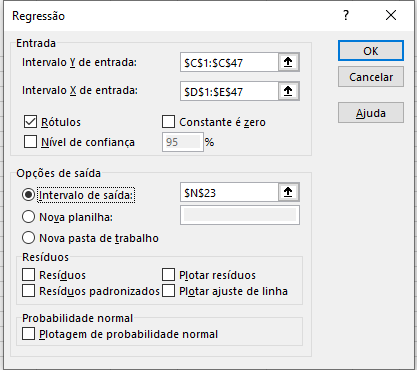 Regressão
?
Entrada
Intervalo Y de entrada:
$C$1:$C$47
OK
Cancelar
Intervalo X de entrada:
$D$1:$E$47
Ajuda
Rótulos
Constante é zero
Nível de confiança
95 %
Opções de saída
Intervalo de saída:
$N$23
Nova planilha:
Nova pasta de trabalho
Resíduos
Resíduos
Plotar resíduos
Resíduos padronizados
Plotar ajuste de linha
Probabilidade normal
Plotagem de probabilidade normal